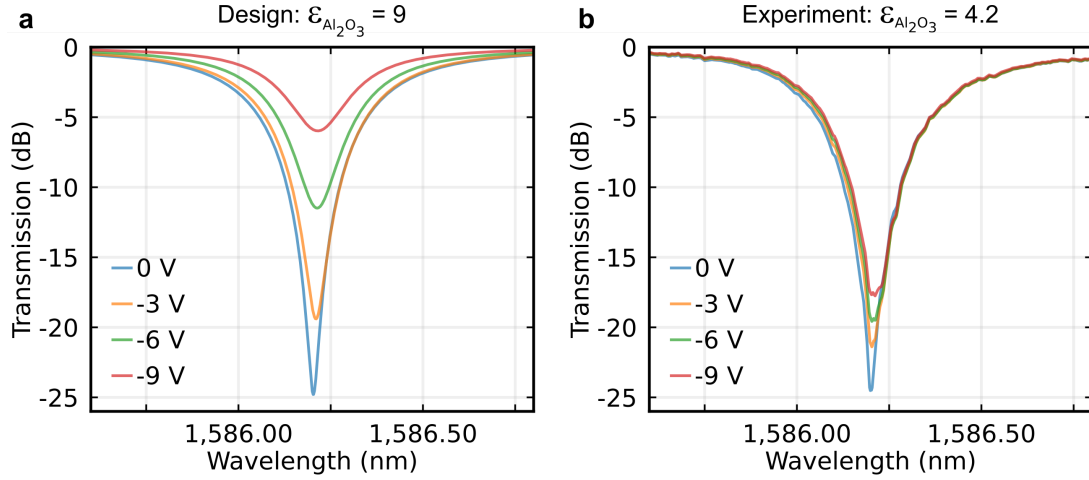 a Design: ε_Al₂O₃ = 9
0
-5
-10
-15
-20
-25
Transmission (dB)
0 V
-3 V
-6 V
-9 V
1,586.00 1,586.50
Wavelength (nm)
b Experiment: ε_Al₂O₃ = 4.2
0
-5
-10
-15
-20
-25
Transmission (dB)
0 V
-3 V
-6 V
-9 V
1,586.00 1,586.50
Wavelength (nm)